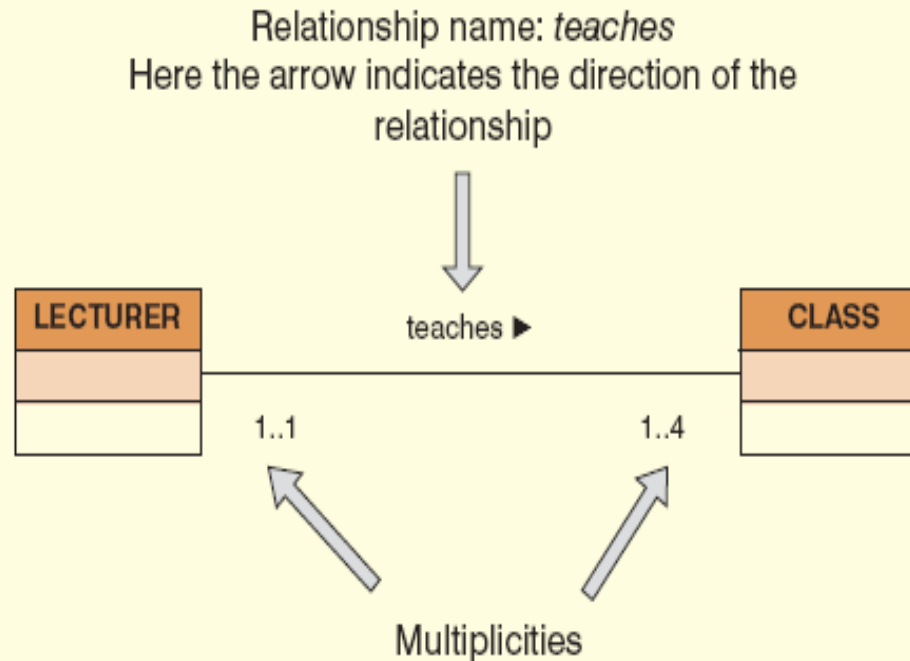 Relationship name: teaches
Here the arrow indicates the direction of the
relationship
LECTURER
teaches ►
CLASS
1..1
1..4
Multiplicities